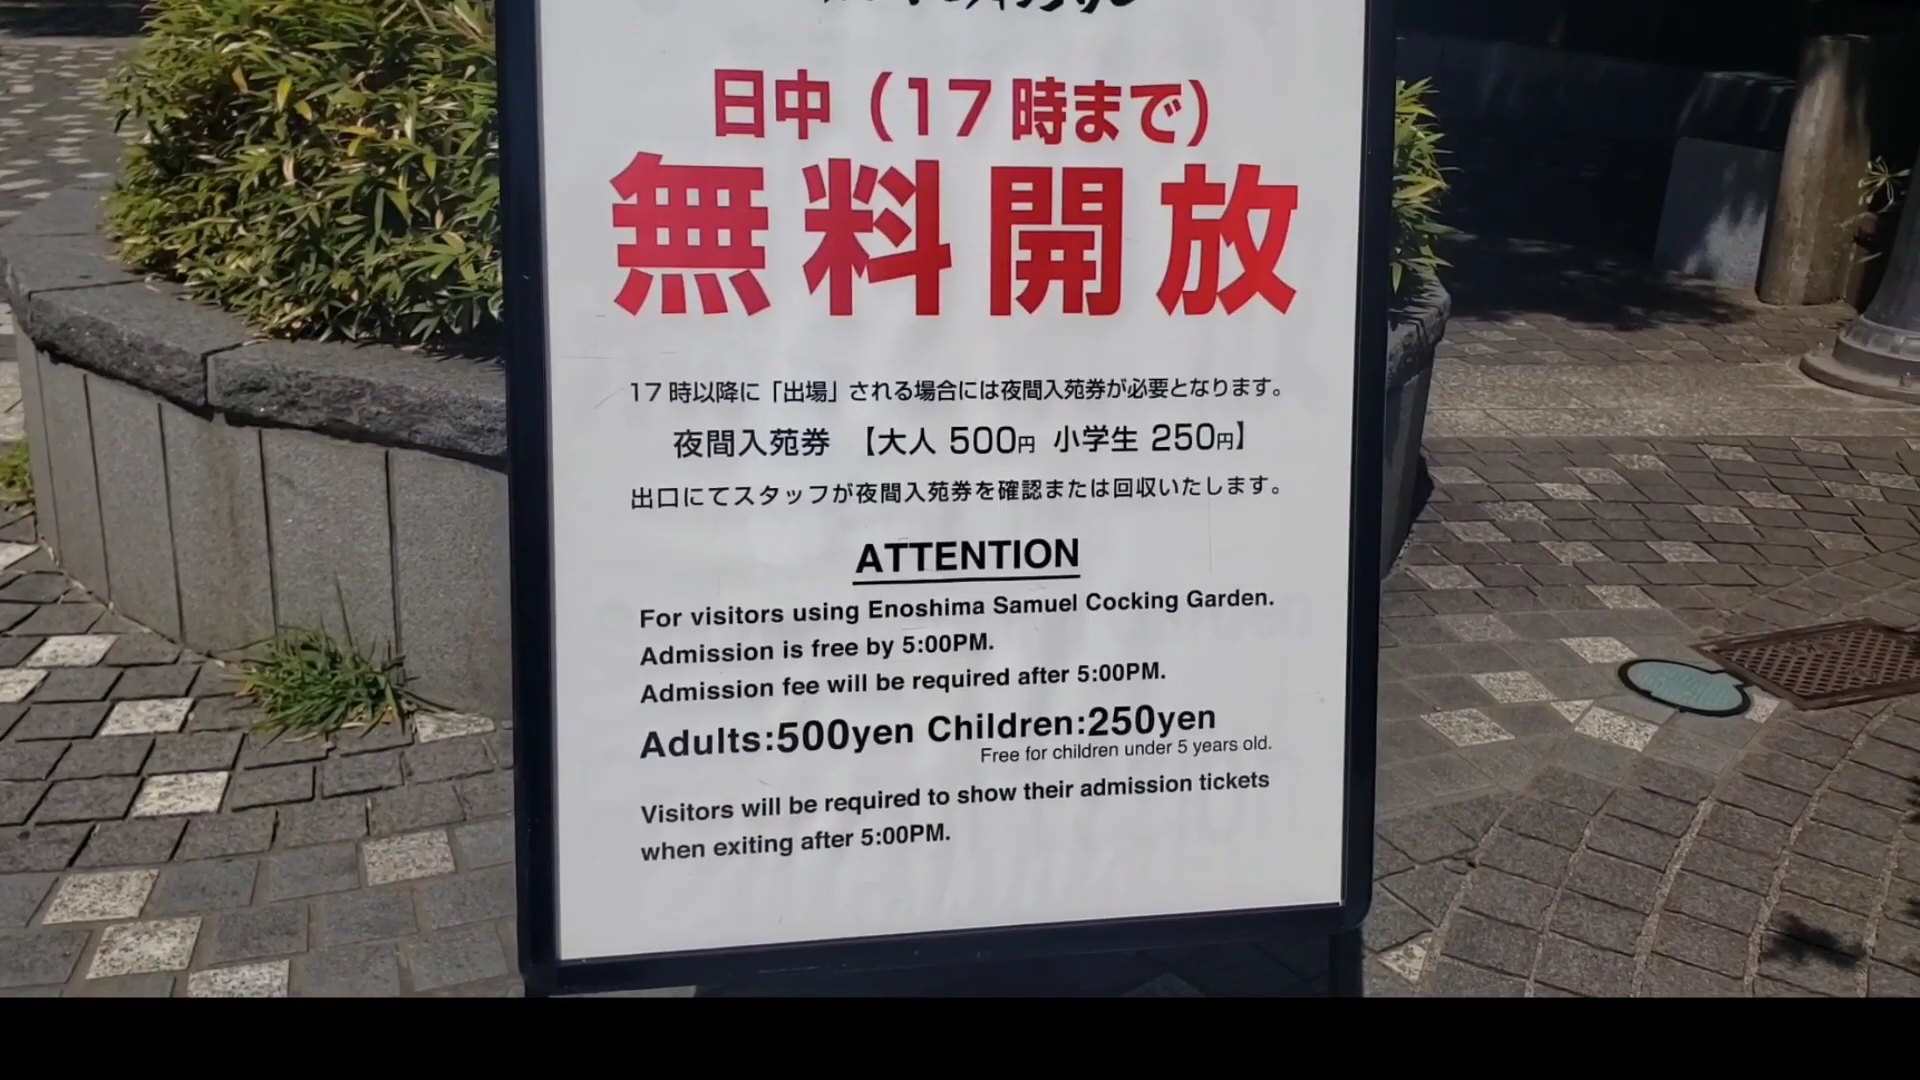 日中（17時まで）
無料開放
17時以降に「出場」される場合には夜間入苑券が必要となります。
夜間入苑券 【大人 500円 小学生 250円】
出口にてスタッフが夜間入苑券を確認または回収いたします。
ATTENTION
For visitors using Enoshima Samuel Cocking Garden.
Admission is free by 5:00PM.
Admission fee will be required after 5:00PM.
Adults:500yen Children:250yen
Free for children under 5 years old.
Visitors will be required to show their admission tickets
when exiting after 5:00PM.